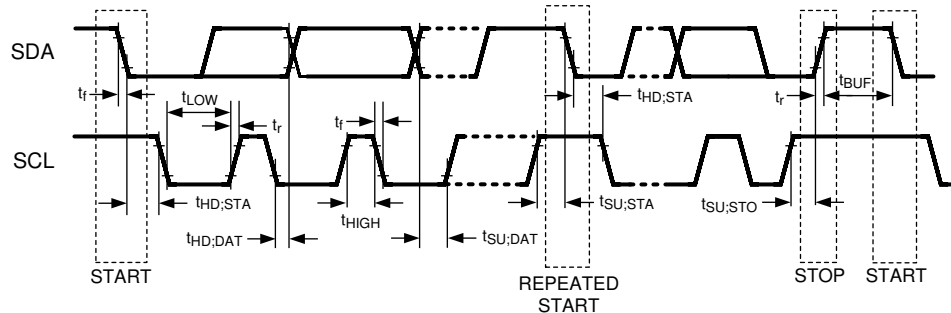 SDA
t_f
t_LOW
t_r
t_f
t_HD;STA
t_r
t_BUF
SCL
t_HD;STA
t_HD;DAT
t_HIGH
t_SU;DAT
t_SU;STA
t_SU;STO
START
REPEATED
START
STOP
START